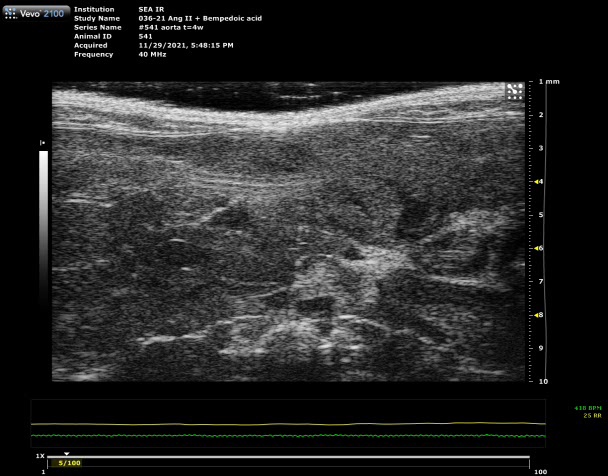 Vevo 2100
Institution SEA IR
Study Name 036-21 Ang II + Bempedoic acid
Series Name #541 aorta t=4w
Animal ID 541
Acquired 11/29/2021, 5:48:15 PM
Frequency 40 MHz
1 mm
2
3
4
5
6
7
8
9
10
438 BPM
25 RR
1X
5/100
1
100